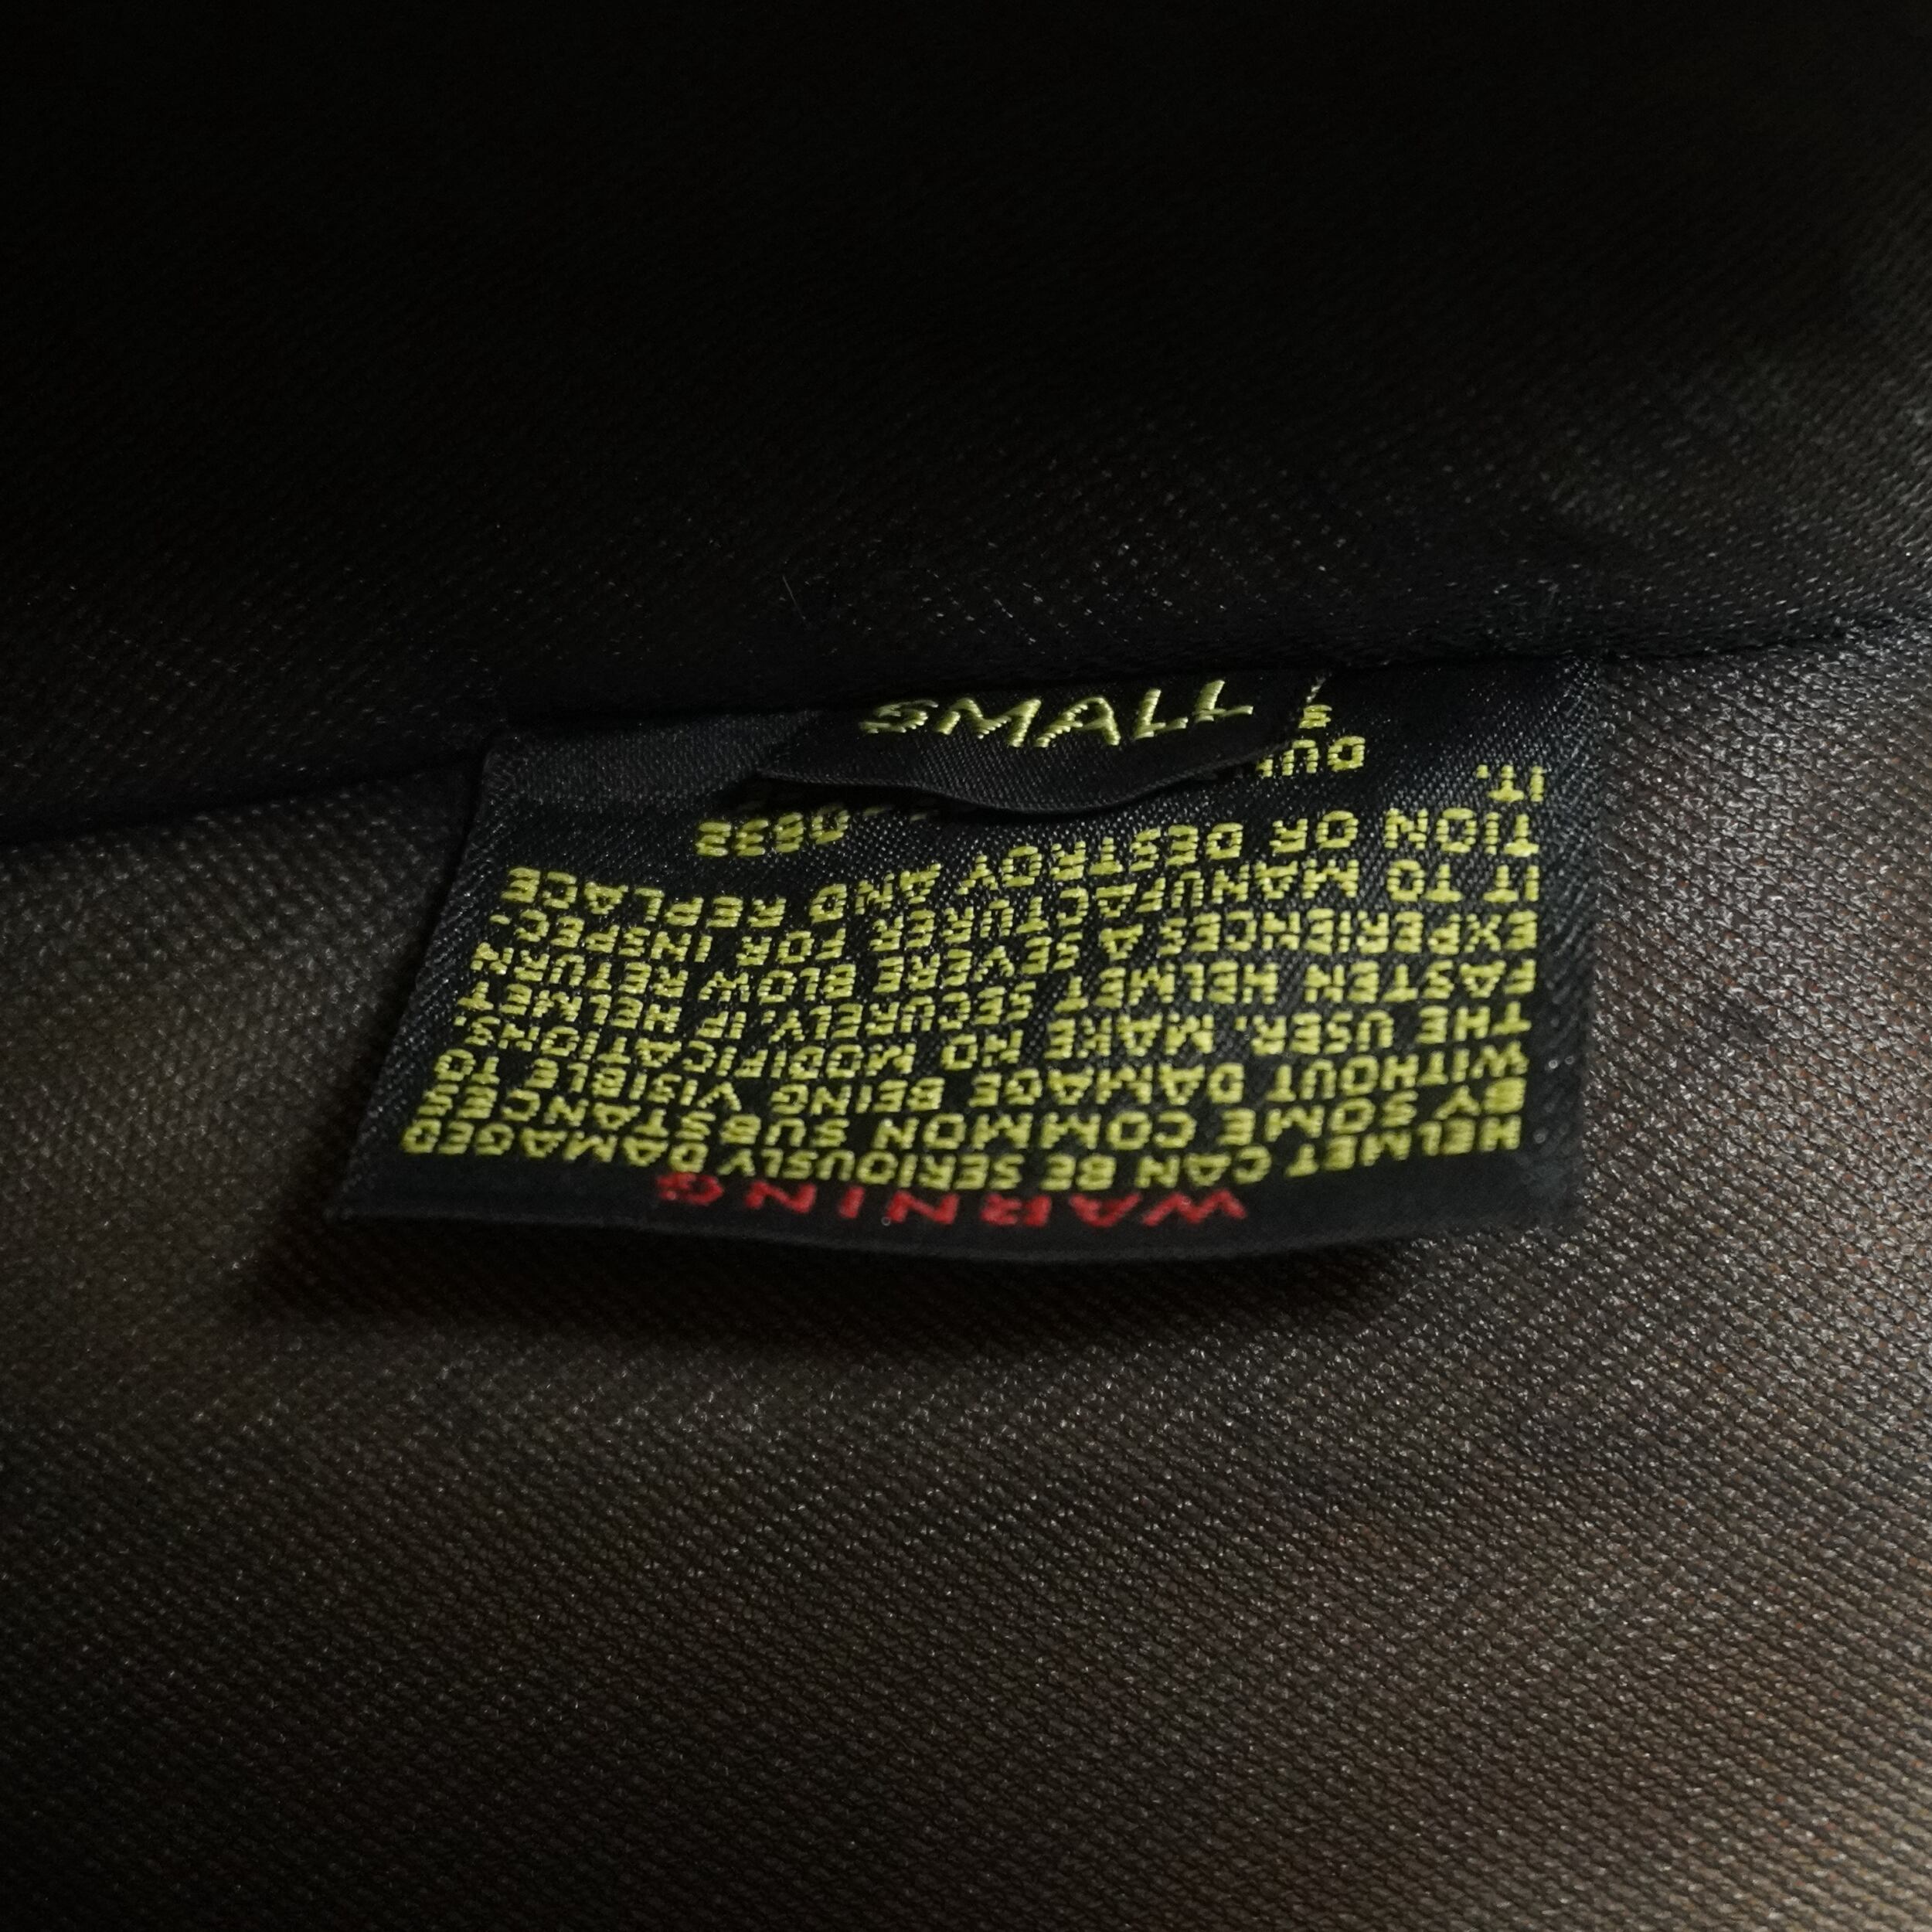 SMALL
WARNING
HELMET CAN BE SERIOUSLY DAMAGED
BY SOME COMMON SUBSTANCES
WITHOUT DAMAGE BEING VISIBLE TO
THE USER. MAKE NO MODIFICATIONS.
FASTEN HELMET SECURELY. IF HELMET
EXPERIENCES A SEVERE BLOW RETURN
IT TO MANUFACTURER FOR INSPEC.
TION OR DESTROY AND REPLACE
IT.
0632